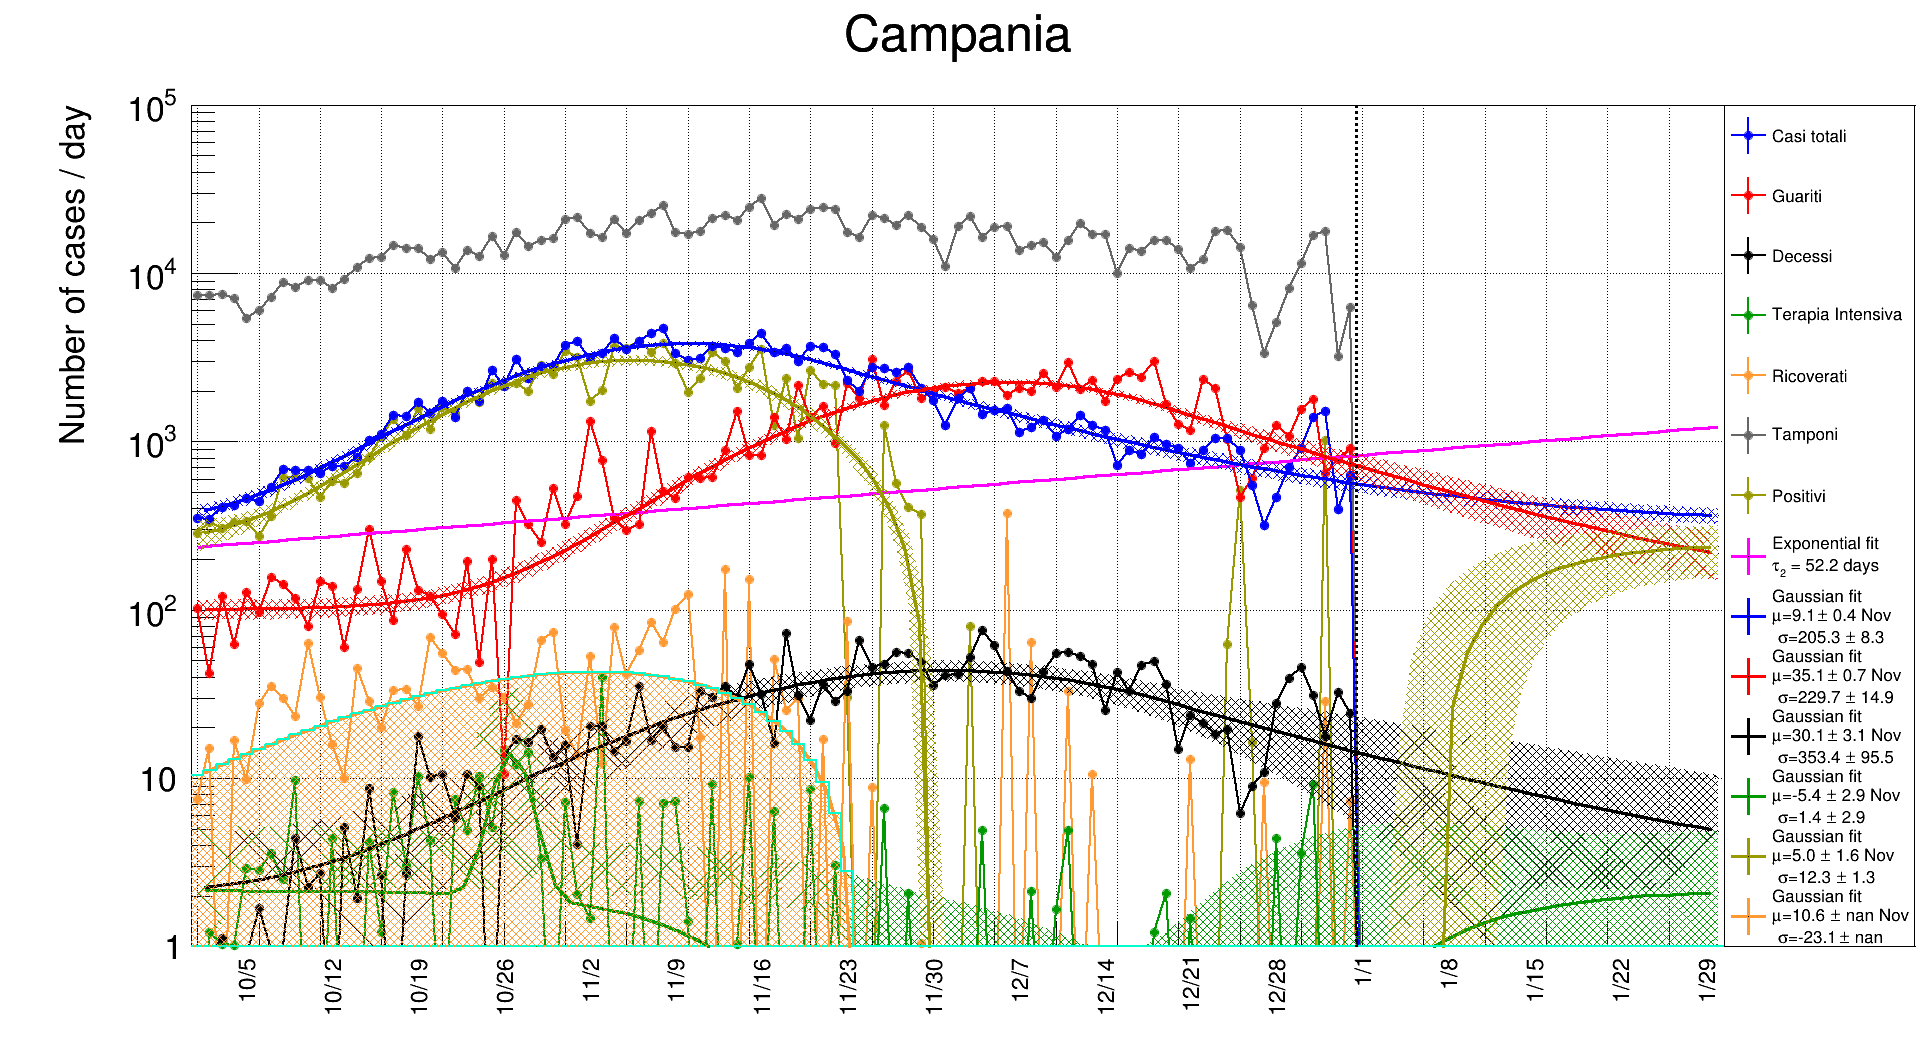 Campania
Number of cases / day
10^5
10^4
10^3
10^2
10
1
10/5
10/12
10/19
10/26
11/2
11/9
11/16
11/23
11/30
12/7
12/14
12/21
12/28
1/1
1/8
1/15
1/22
1/29
Casi totali
Guariti
Decessi
Terapia Intensiva
Ricoverati
Tamponi
Positivi
Exponential fit
τ₂ = 52.2 days
Gaussian fit
μ=9.1 ± 0.4 Nov
σ=205.3 ± 8.3
Gaussian fit
μ=35.1 ± 0.7 Nov
σ=229.7 ± 14.9
Gaussian fit
μ=30.1 ± 3.1 Nov
σ=353.4 ± 95.5
Gaussian fit
μ=-5.4 ± 2.9 Nov
σ=1.4 ± 2.9
Gaussian fit
μ=5.0 ± 1.6 Nov
σ=12.3 ± 1.3
Gaussian fit
μ=10.6 ± nan Nov
σ=-23.1 ± nan